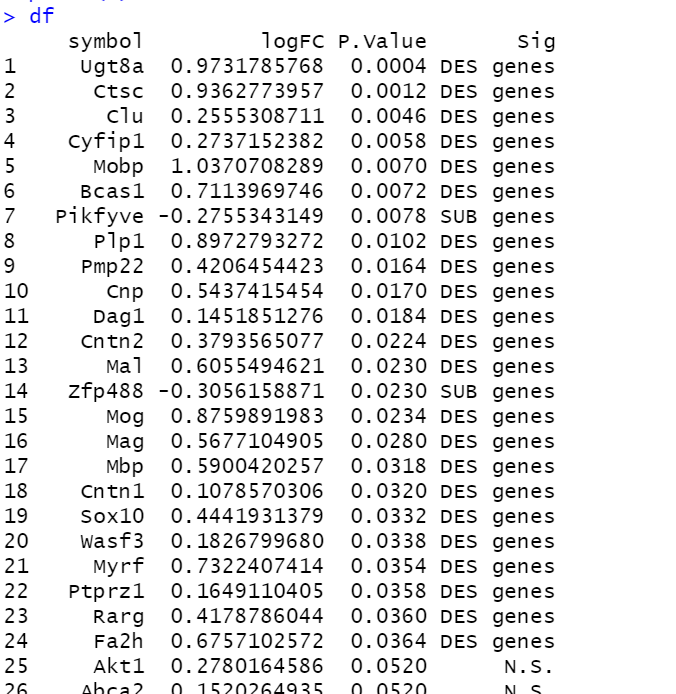 > df
symbol logFC P.Value Sig
1 Ugt8a 0.9731785768 0.0004 DES genes
2 Ctsc 0.9362773957 0.0012 DES genes
3 Clu 0.2555308711 0.0046 DES genes
4 Cyfip1 0.2737152382 0.0058 DES genes
5 Mobp 1.0370708289 0.0070 DES genes
6 Bcas1 0.7113969746 0.0072 DES genes
7 Pikfyve -0.2755343149 0.0078 SUB genes
8 Plp1 0.8972793272 0.0102 DES genes
9 Pmp22 0.4206454423 0.0164 DES genes
10 Cnp 0.5437415454 0.0170 DES genes
11 Dag1 0.1451851276 0.0184 DES genes
12 Cntn2 0.3793565077 0.0224 DES genes
13 Mal 0.6055494621 0.0230 DES genes
14 Zfp488 -0.3056158871 0.0230 SUB genes
15 Mog 0.8759891983 0.0234 DES genes
16 Mag 0.5677104905 0.0280 DES genes
17 Mbp 0.5900420257 0.0318 DES genes
18 Cntn1 0.1078570306 0.0320 DES genes
19 Sox10 0.4441931379 0.0332 DES genes
20 Wasf3 0.1826799680 0.0338 DES genes
21 Myrf 0.7322407414 0.0354 DES genes
22 Ptprz1 0.1649110405 0.0358 DES genes
23 Rarg 0.4178786044 0.0360 DES genes
24 Fa2h 0.6757102572 0.0364 DES genes
25 Akt1 0.2780164586 0.0520 N.S.
26 Abca2 0.1520264935 0.0520 N.S.